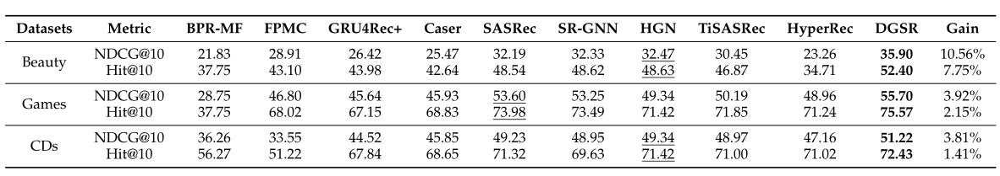 Datasets Metric BPR-MF FPMC GRU4Rec+ Caser SASRec SR-GNN HGN TiSASRec HyperRec DGSR Gain
Beauty NDCG@10 21.83 28.91 26.42 25.47 32.19 32.33 32.47 30.45 23.26 35.90 10.56%
Hit@10 37.75 43.10 43.98 42.64 48.54 48.62 48.63 46.87 34.71 52.40 7.75%
Games NDCG@10 28.75 46.80 45.64 45.93 53.60 53.25 49.34 50.19 48.96 55.70 3.92%
Hit@10 37.75 68.02 67.15 68.83 73.98 73.49 71.42 71.85 71.24 75.57 2.15%
CDs NDCG@10 36.26 33.55 44.52 45.85 49.23 48.95 49.34 48.97 47.16 51.22 3.81%
Hit@10 56.27 51.22 67.84 68.65 71.32 69.63 71.42 71.00 71.02 72.43 1.41%